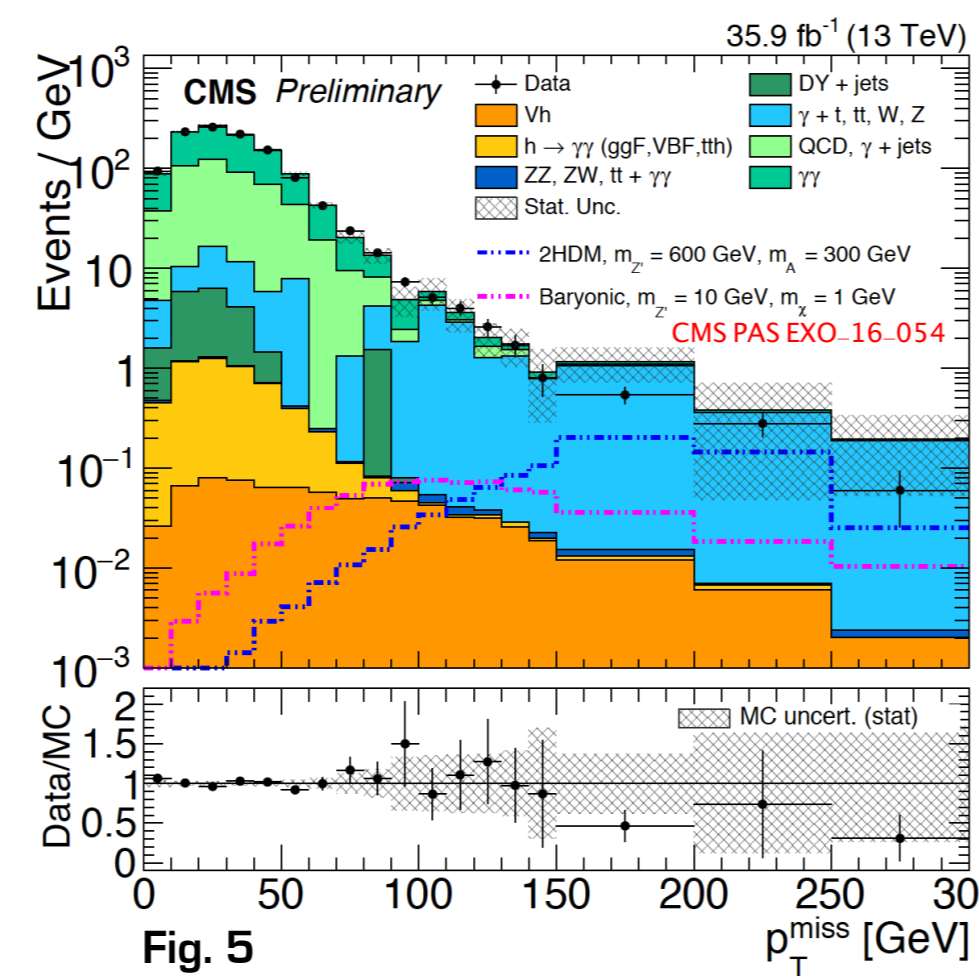 35.9 fb⁻¹ (13 TeV)
Events / GeV
10³
10²
10
1
10⁻¹
10⁻²
10⁻³
CMS Preliminary
Data
Vh
h → γγ (ggF,VBF,tth)
ZZ, ZW, tt + γγ
Stat. Unc.
DY + jets
γ + t, tt, W, Z
QCD, γ + jets
γγ
2HDM, m_Z' = 600 GeV, m_A = 300 GeV
Baryonic, m_Z' = 10 GeV, m_χ = 1 GeV
CMS PAS EXO_16_054
Data/MC
2
1.5
1
0.5
0
MC uncert. (stat)
0 50 100 150 200 250 30
p_T^miss [GeV]
Fig. 5